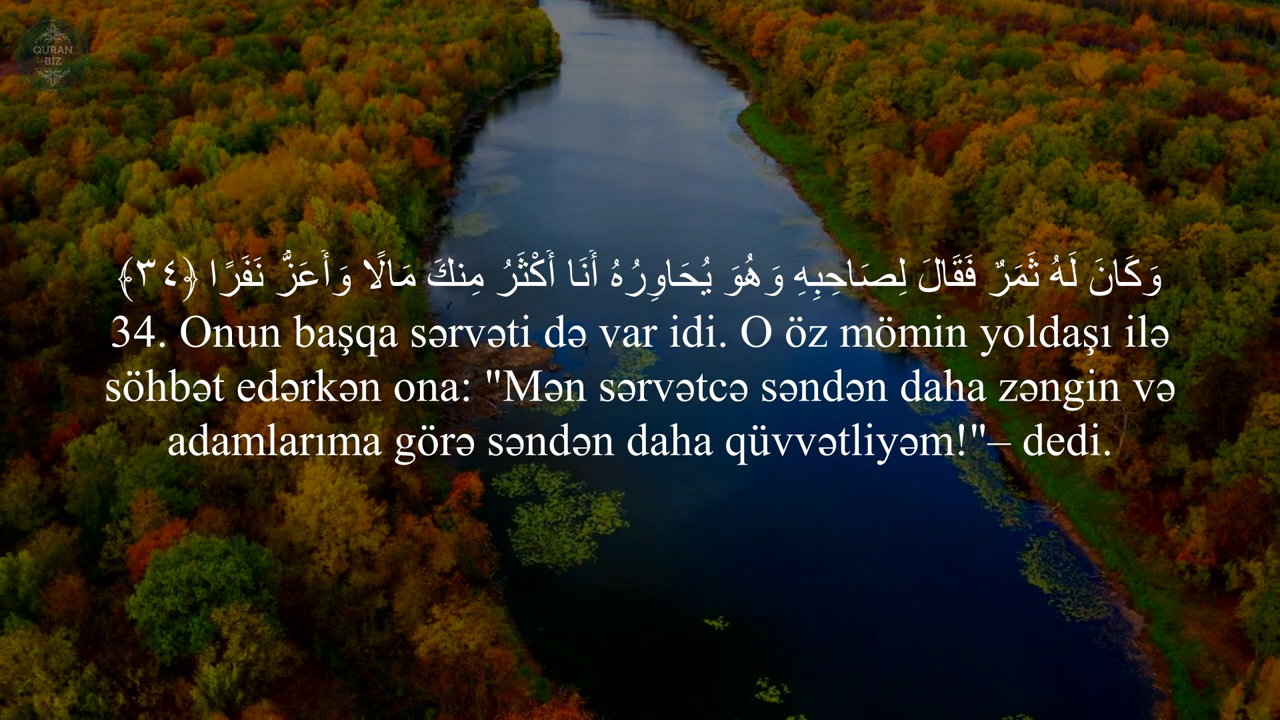 QURAN
BİZ
وَكَانَ لَهُ ثَمَرٌ فَقَالَ لِصَاحِبِهِ وَهُوَ يُحَاوِرُهُ أَنَا أَكْثَرُ مِنكَ مَالًا وَأَعَزُّ نَفَرًا ﴿٣٤﴾
34. Onun başqa sərvəti də var idi. O öz mömin yoldaşı ilə
söhbət edərkən ona: "Mən sərvətcə səndən daha zəngin və
adamlarıma görə səndən daha qüvvətliyəm!"– dedi.